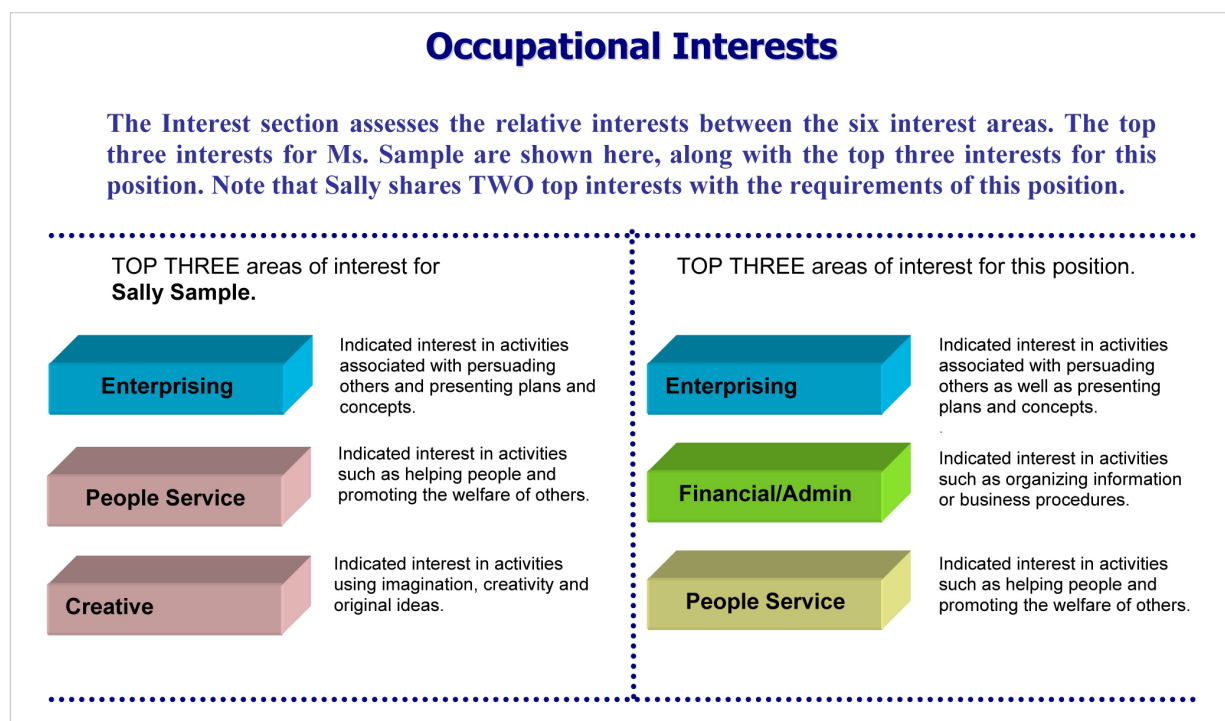 Occupational Interests
The Interest section assesses the relative interests between the six interest areas. The top
three interests for Ms. Sample are shown here, along with the top three interests for this
position. Note that Sally shares TWO top interests with the requirements of this position.
TOP THREE areas of interest for
Sally Sample.
Enterprising
Indicated interest in activities
associated with persuading
others and presenting plans and
concepts.
People Service
Indicated interest in activities
such as helping people and
promoting the welfare of others.
Creative
Indicated interest in activities
using imagination, creativity and
original ideas.
TOP THREE areas of interest for this position.
Enterprising
Indicated interest in activities
associated with persuading
others as well as presenting
plans and concepts.
.
Financial/Admin
Indicated interest in activities
such as organizing information
or business procedures.
People Service
Indicated interest in activities
such as helping people and
promoting the welfare of others.